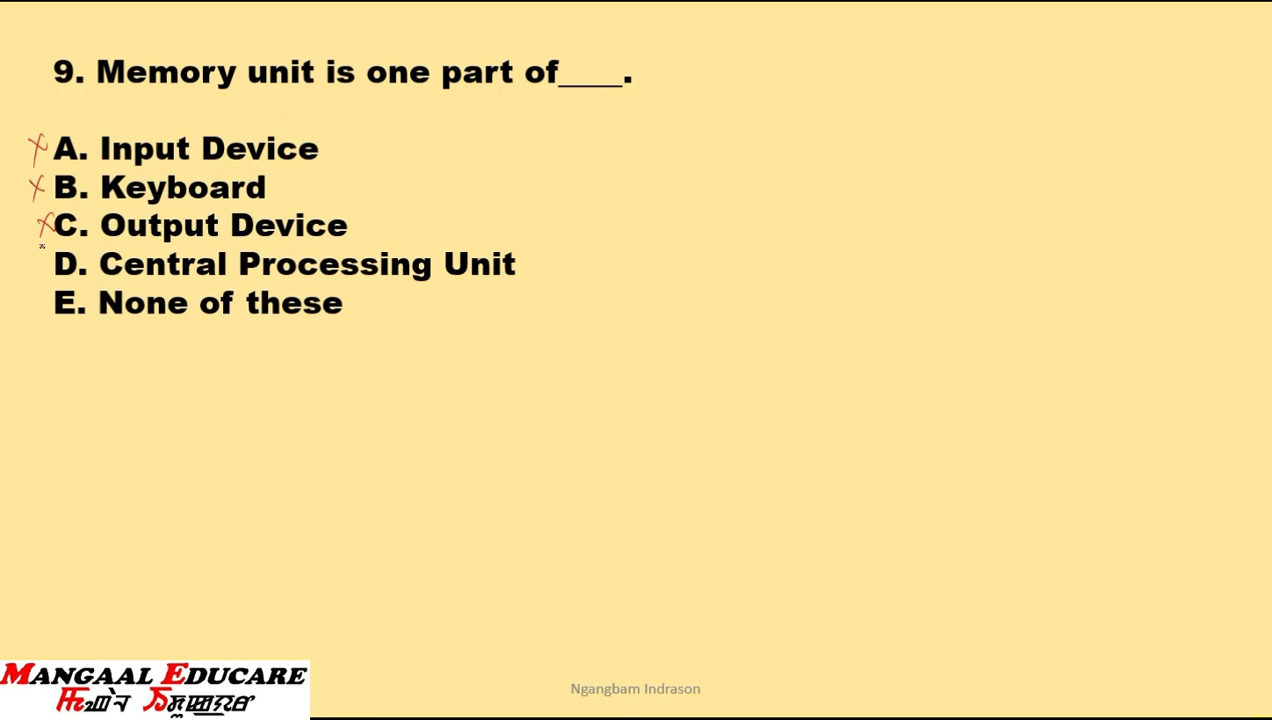 9. Memory unit is one part of____.
A. Input Device
B. Keyboard
C. Output Device
D. Central Processing Unit
E. None of these
MANGAAL EDUCARE
Ngangbam Indrason